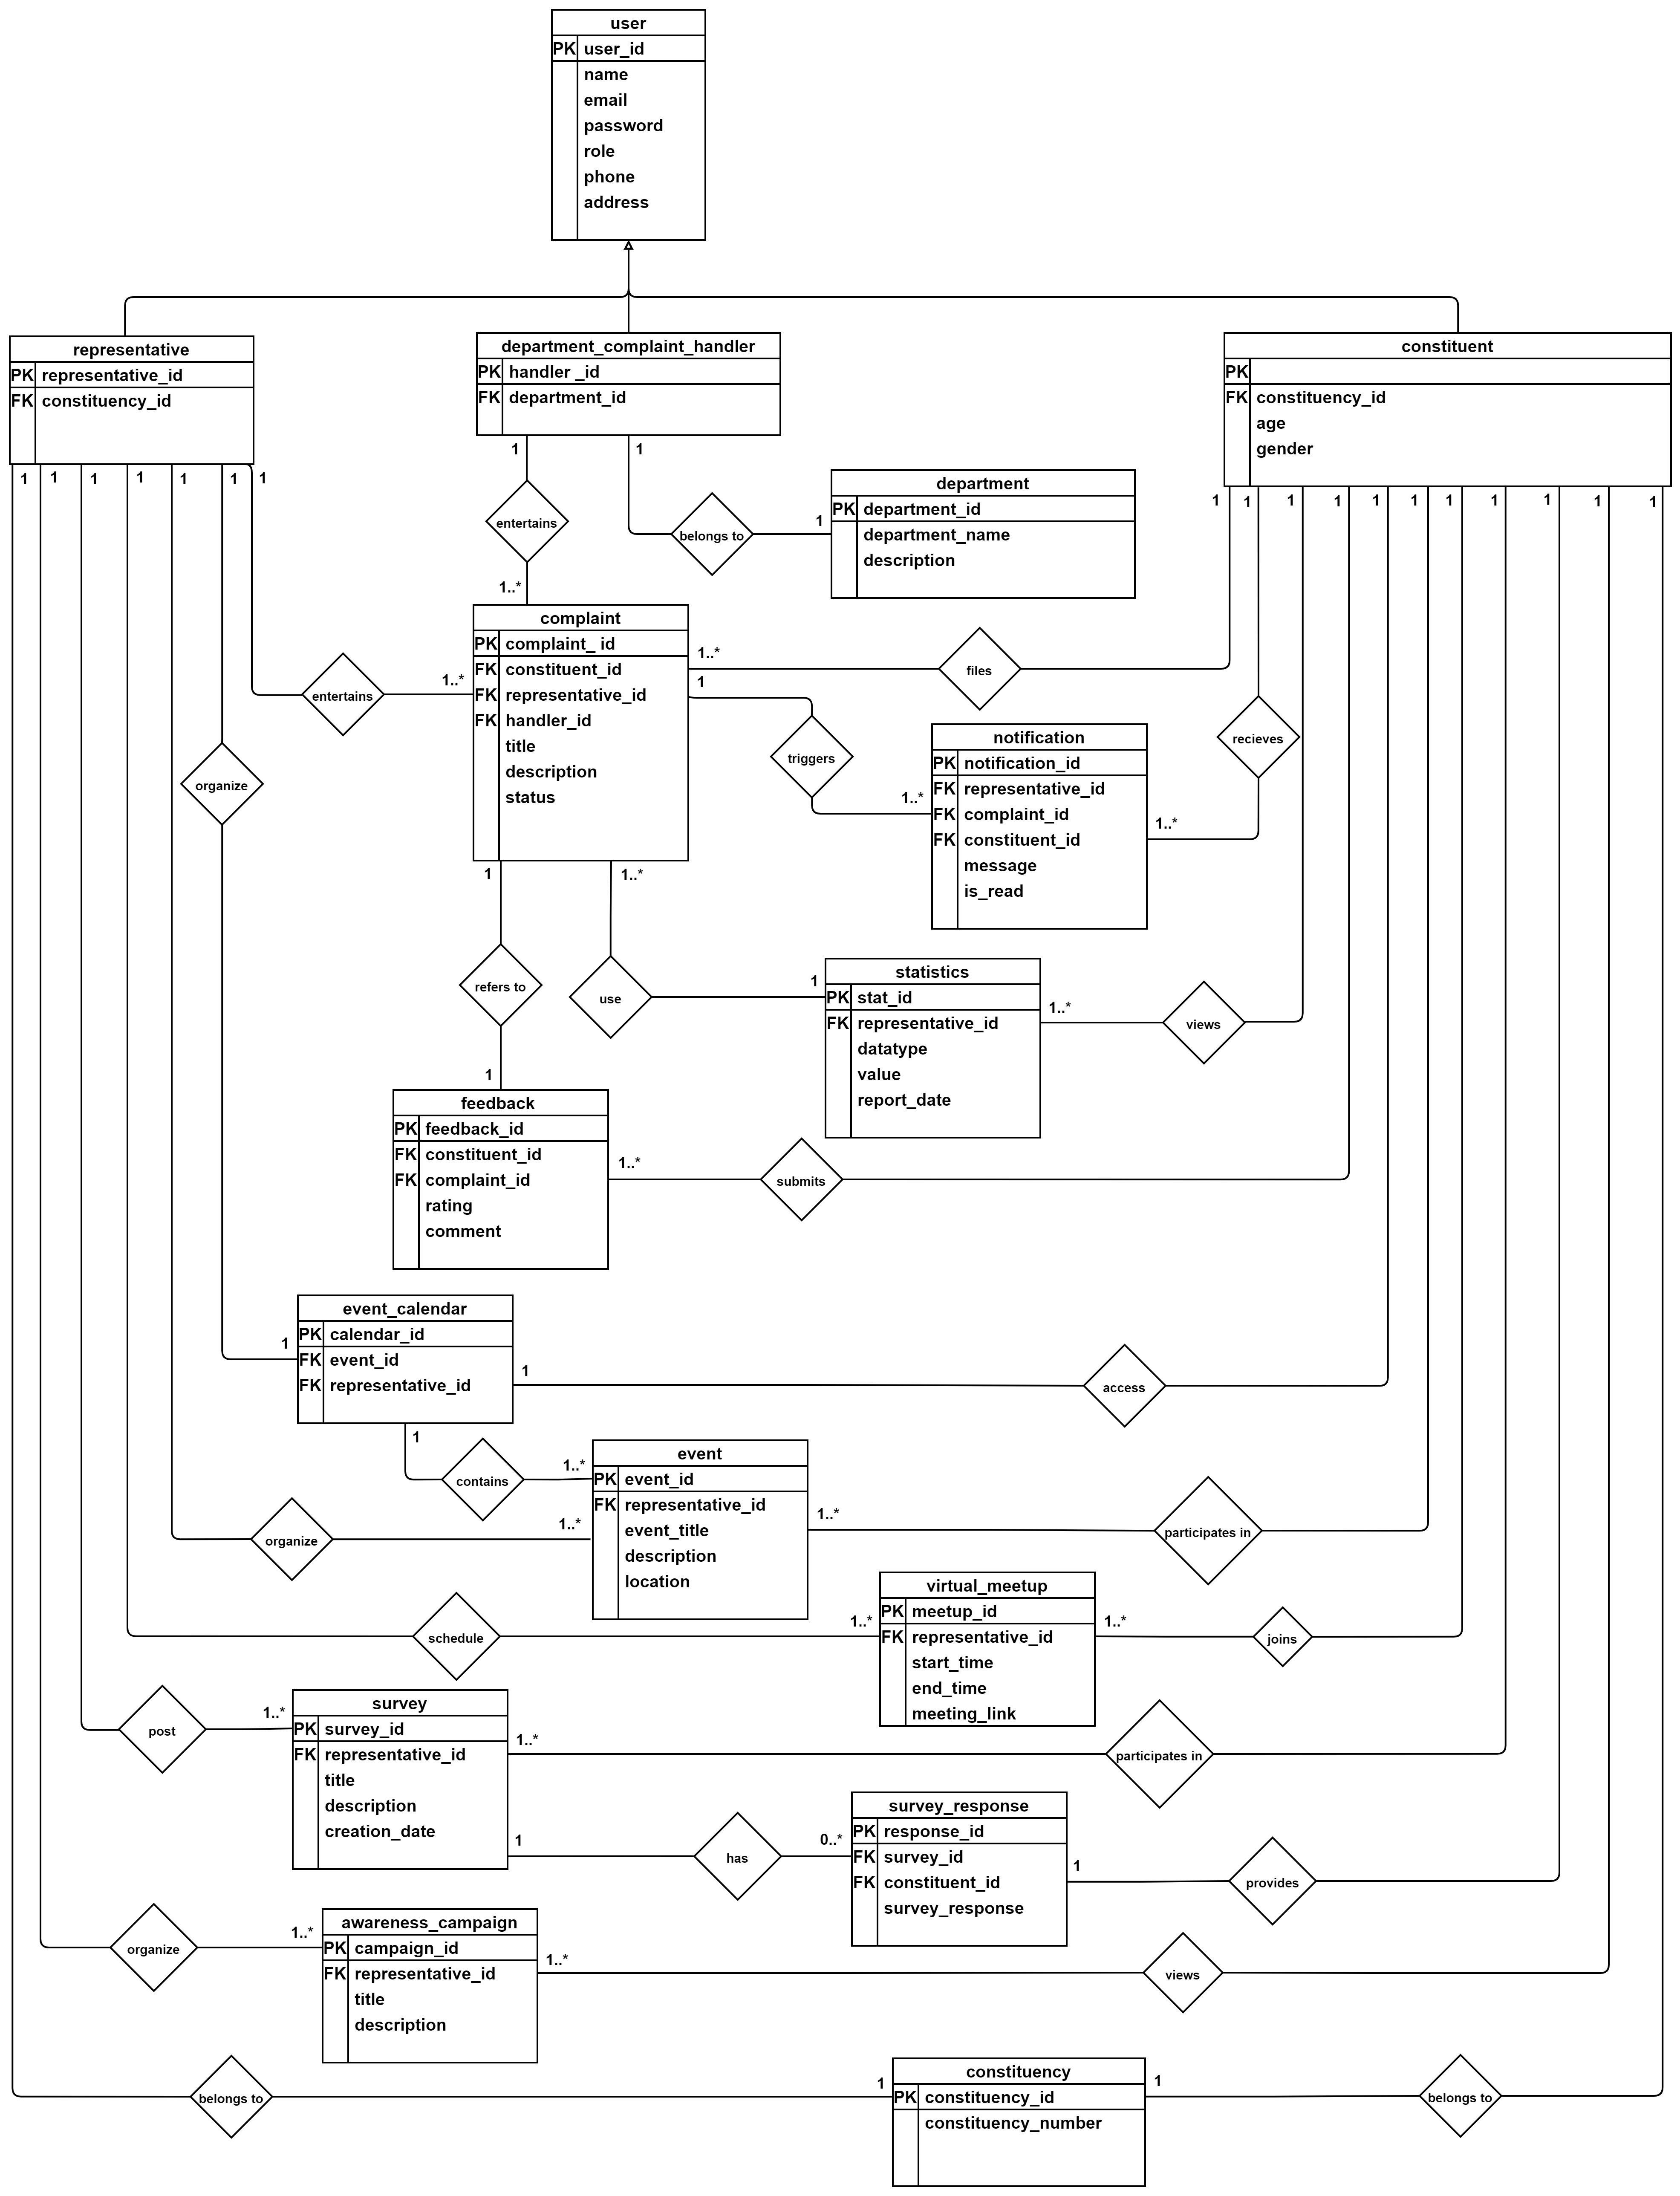 user
PK user_id
name
email
password
role
phone
address
representative
PK representative_id
FK constituency_id
department_complaint_handler
PK handler _id
FK department_id
constituent
PK
FK constituency_id
age
gender
1 1 1 1 1 1 1
1 1
1 1 1 1 1 1 1 1 1 1 1
entertains
belongs to
1
department
PK department_id
department_name
description
1..*
complaint
PK complaint_ id
FK constituent_id
FK representative_id
FK handler_id
title
description
status
entertains
1..*
1..*
files
1
triggers
1..*
organize
notification
PK notification_id
FK representative_id
FK complaint_id
FK constituent_id
message
is_read
recieves
1..*
1
1..*
refers to
use
1
statistics
PK stat_id
FK representative_id
datatype
value
report_date
1..*
views
1
feedback
PK feedback_id
FK constituent_id
FK complaint_id
rating
comment
1..*
submits
event_calendar
PK calendar_id
FK event_id
FK representative_id
1
1
access
1
contains
1..*
event
PK event_id
FK representative_id
event_title
description
location
organize
1..*
1..*
participates in
virtual_meetup
PK meetup_id
FK representative_id
start_time
end_time
meeting_link
schedule
1..*
1..*
joins
survey
PK survey_id
FK representative_id
title
description
creation_date
post
1..*
1..*
participates in
survey_response
PK response_id
FK survey_id
FK constituent_id
survey_response
1
has
0..*
1
provides
awareness_campaign
PK campaign_id
FK representative_id
title
description
organize
1..*
1..*
views
constituency
PK constituency_id
constituency_number
belongs to
1
1
belongs to